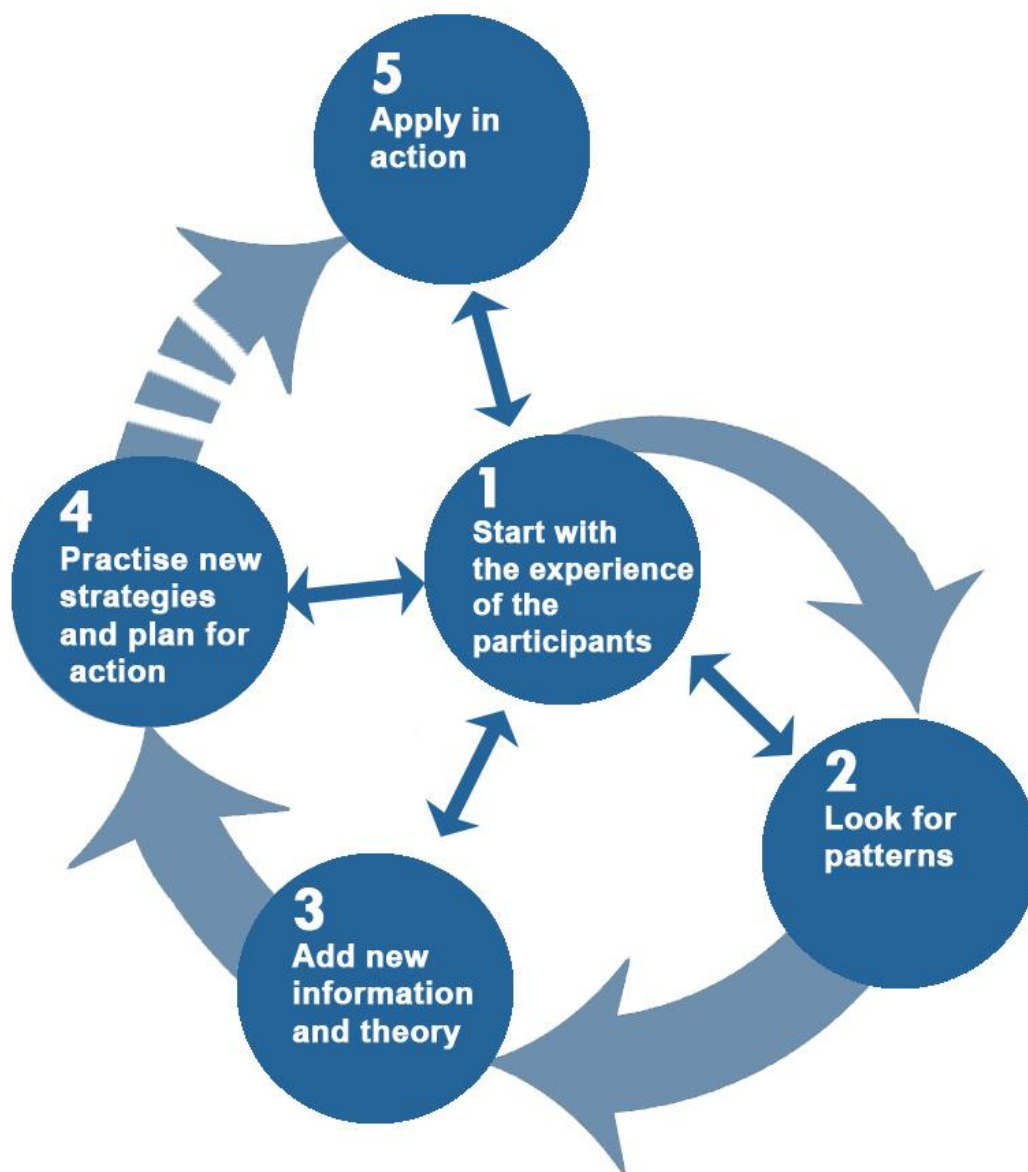 5
Apply in
action
1
Start with
the experience
of the
participants
4
Practise new
strategies
and plan for
action
2
Look for
patterns
3
Add new
information
and theory